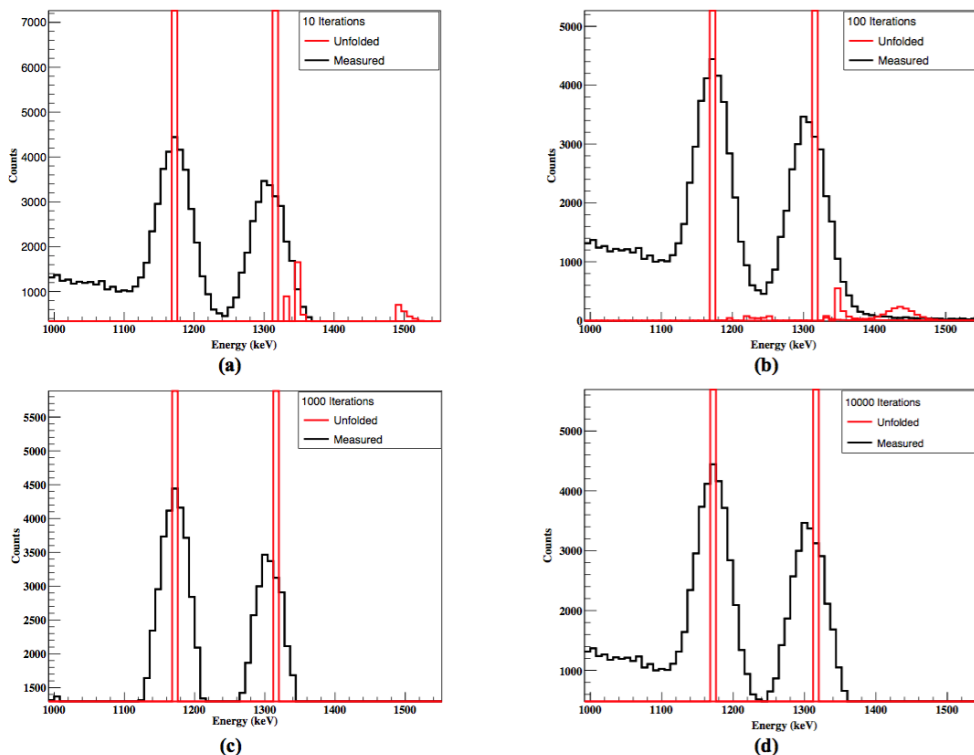 10 Iterations
Unfolded
Measured
7000
6000
5000
4000
3000
2000
1000
Counts
1000 1100 1200 1300 1400 1500
Energy (keV)
(a)
100 Iterations
Unfolded
Measured
5000
4000
3000
2000
1000
0
Counts
1000 1100 1200 1300 1400 1500
Energy (keV)
(b)
1000 Iterations
Unfolded
Measured
5500
5000
4500
4000
3500
3000
2500
2000
1500
Counts
1000 1100 1200 1300 1400 1500
Energy (keV)
(c)
10000 Iterations
Unfolded
Measured
5000
4000
3000
2000
1000
Counts
1000 1100 1200 1300 1400 1500
Energy (keV)
(d)